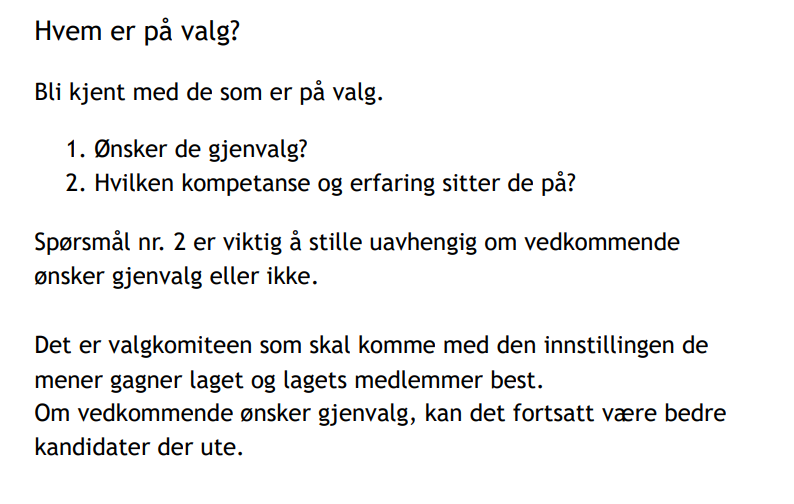 Hvem er på valg?
Bli kjent med de som er på valg.
1. Ønsker de gjenvalg?
2. Hvilken kompetanse og erfaring sitter de på?
Spørsmål nr. 2 er viktig å stille uavhengig om vedkommende
ønsker gjenvalg eller ikke.
Det er valgkomiteen som skal komme med den innstillingen de
mener gagner laget og lagets medlemmer best.
Om vedkommende ønsker gjenvalg, kan det fortsatt være bedre
kandidater der ute.